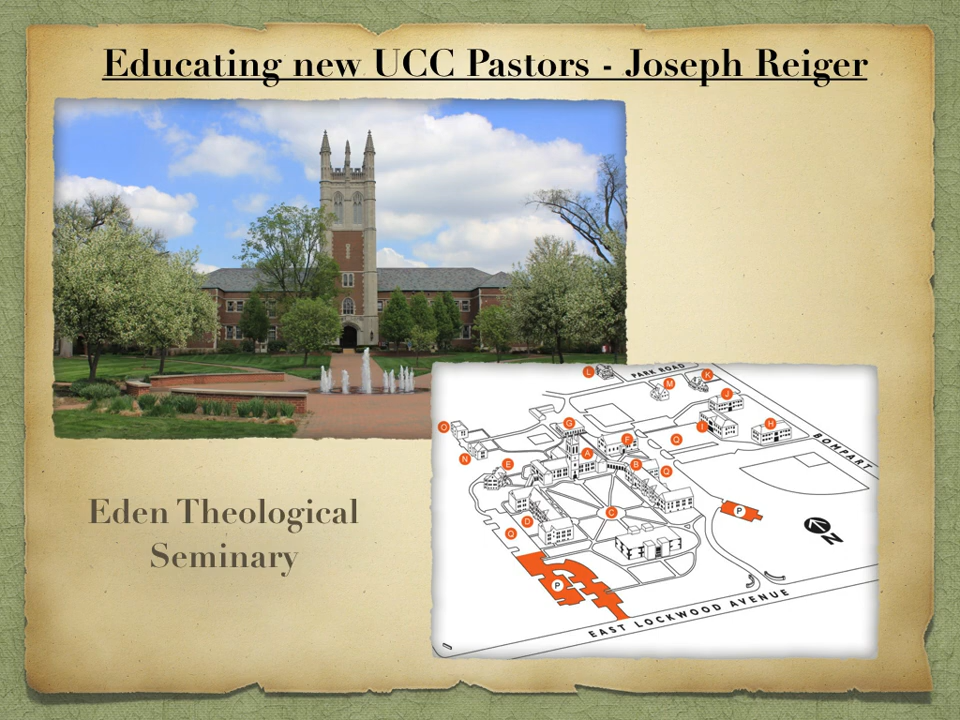 Educating new UCC Pastors - Joseph Reiger
Eden Theological
Seminary
L
PARK ROAD
K
M
J
O
G
I
H
F
Q
N
A
BOMPART
E
B
Q
C
P
D
Q
N
P
EAST LOCKWOOD AVENUE